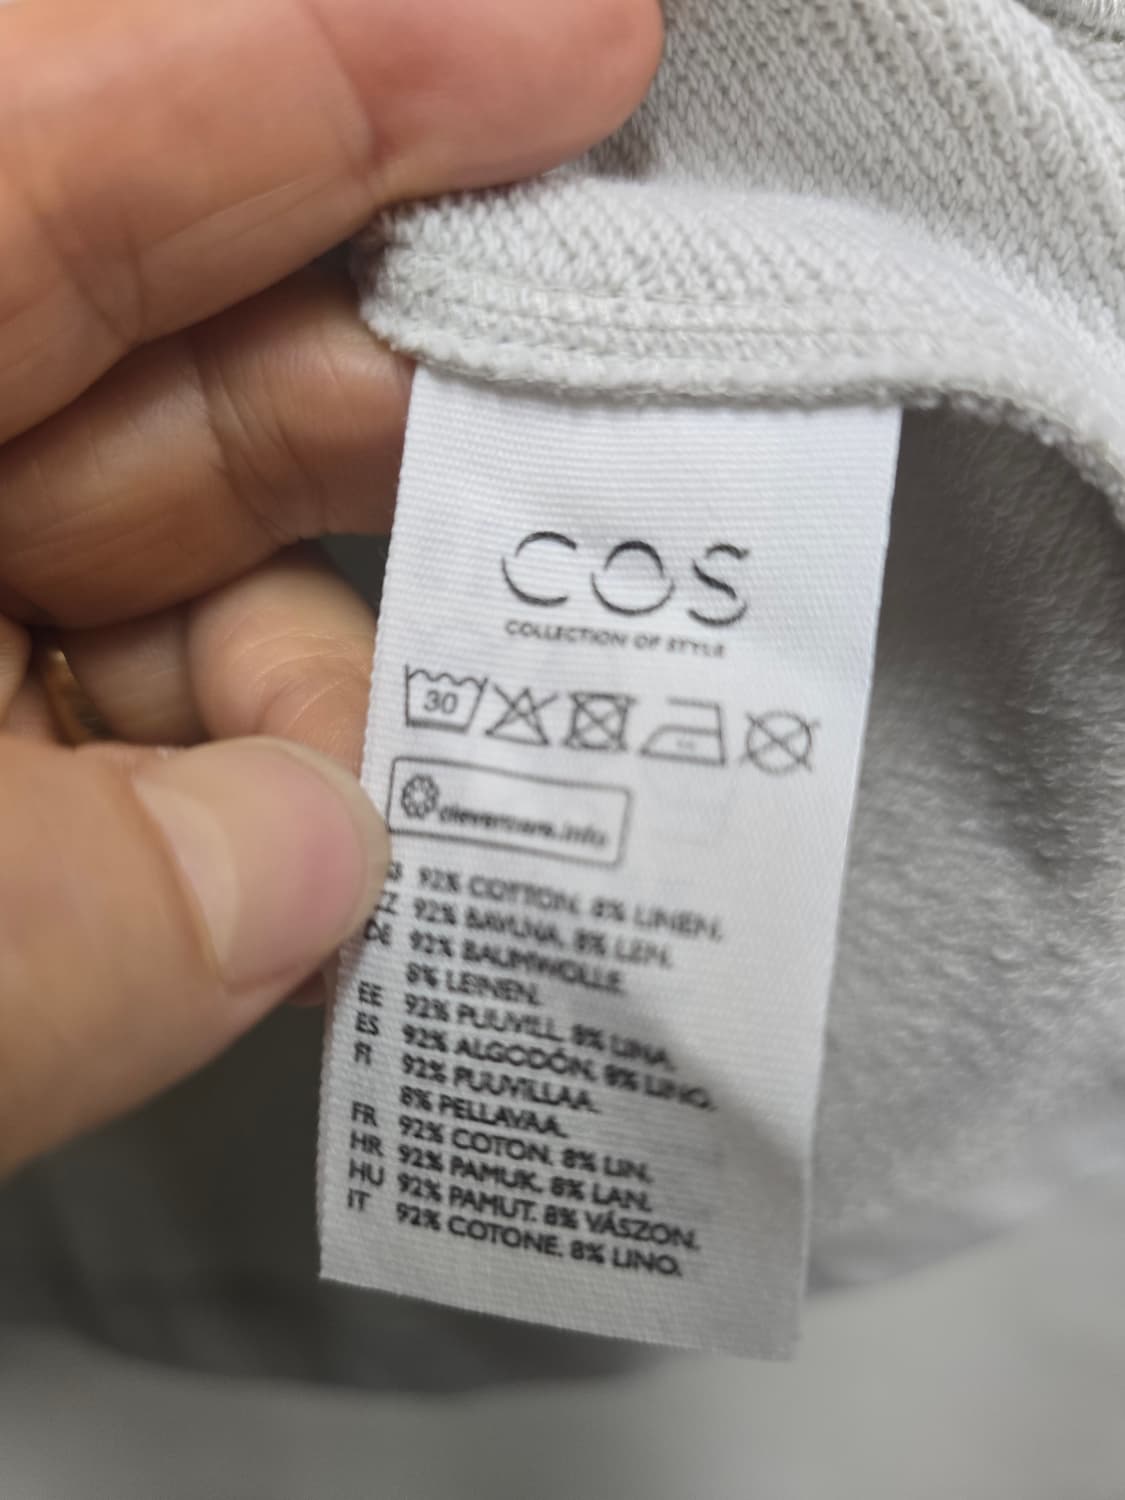 COS
COLLECTION OF STYLE
30
clevercare.info
92% COTTON. 8% LINEN.
CZ 92% BAVLNA. 8% LEN.
DE 92% BAUMWOLLE.
8% LEINEN.
EE 92% PUUVILL. 8% LINA.
ES 92% ALGODÓN. 8% LINO.
FI 92% PUUVILLAA.
8% PELLAVAA.
FR 92% COTON. 8% LIN.
HR 92% PAMUK. 8% LAN.
HU 92% PAMUT. 8% VÁSZON.
IT 92% COTONE. 8% LINO.